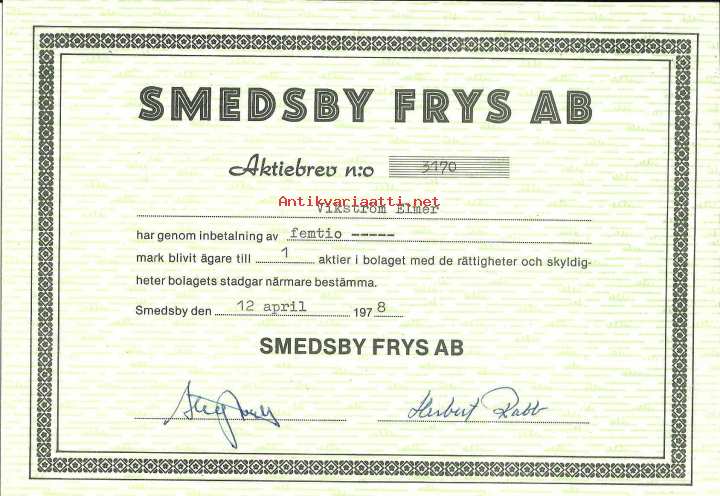 SMEDSBY FRYS AB
Aktiebrev n:o 3170
Antikvariaatti.net
Vikström Elmer
har genom inbetalning av femtio -----
mark blivit ägare till 1 aktier i bolaget med de rättigheter och skyldig-
heter bolagets stadgar närmare bestämma.
Smedsby den 12 april 1978
SMEDSBY FRYS AB
Herbert Rabb